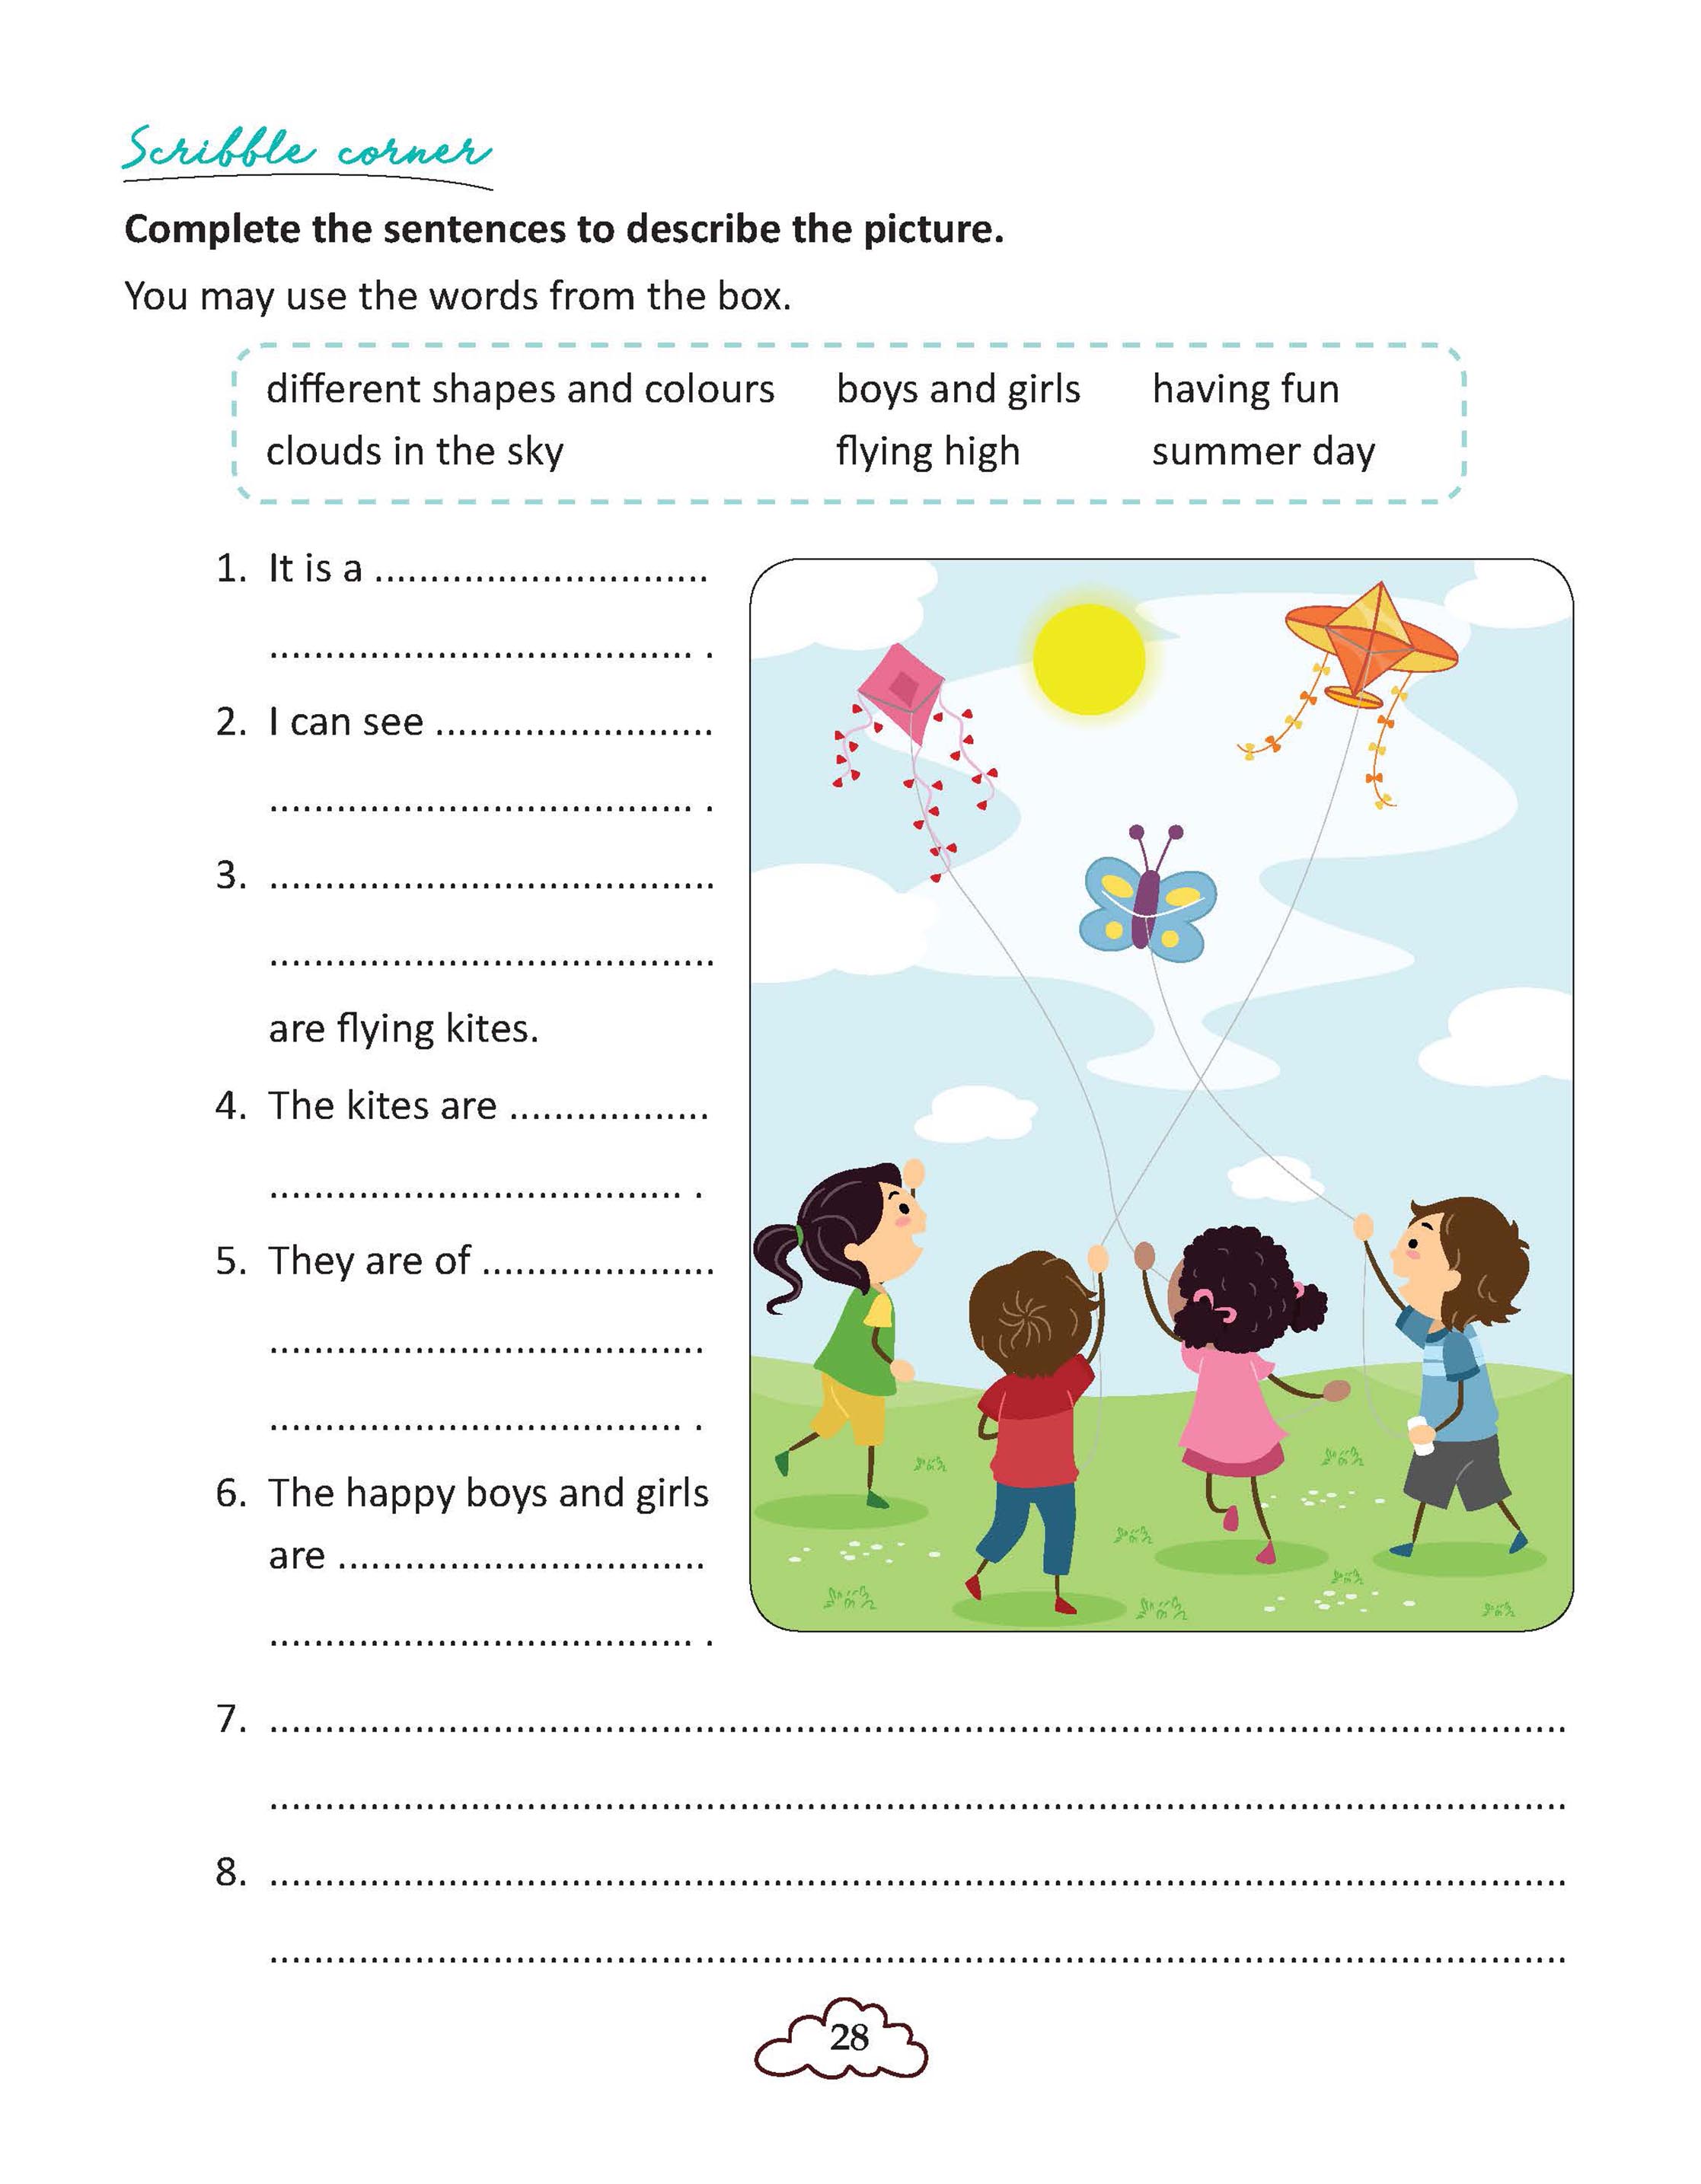 Scribble corner
Complete the sentences to describe the picture.
You may use the words from the box.
different shapes and colours boys and girls having fun
clouds in the sky flying high summer day
1. It is a ..............................
...................................... .
2. I can see .........................
...................................... .
3. ........................................
........................................
are flying kites.
4. The kites are ..................
..................................... .
5. They are of .....................
.......................................
..................................... .
6. The happy boys and girls
are .................................
...................................... .
7. .....................................................................................................................
.....................................................................................................................
8. .....................................................................................................................
.....................................................................................................................
28